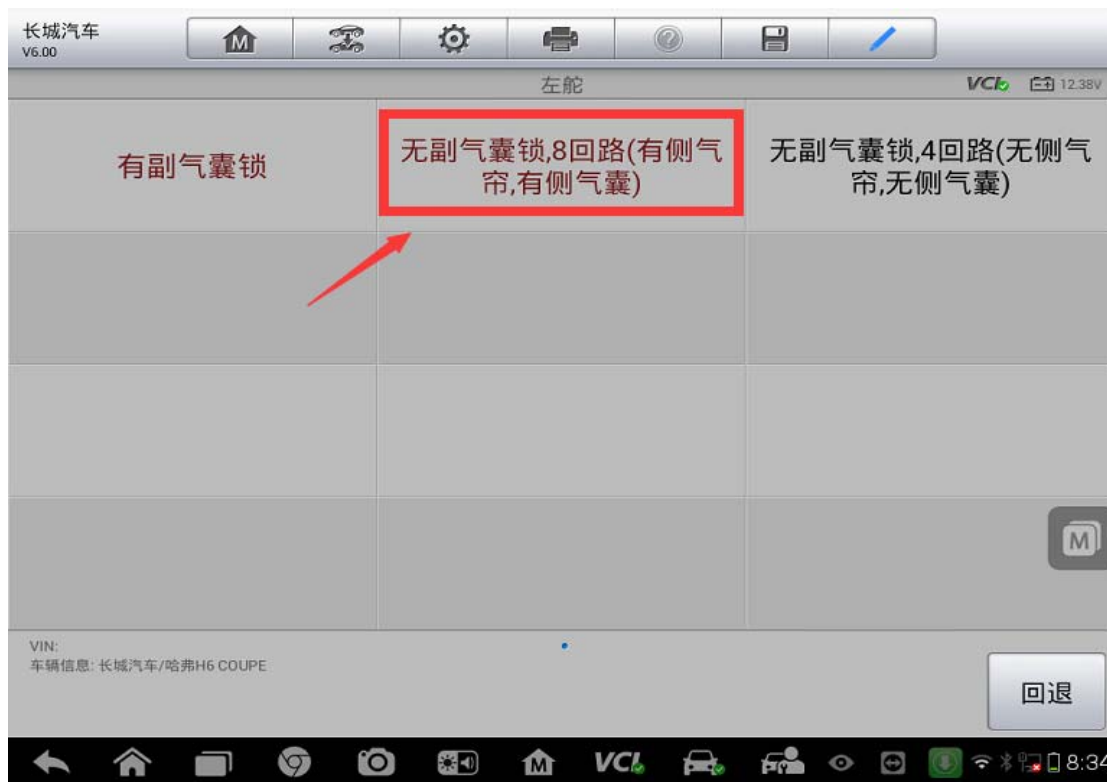 长城汽车
V6.00
M
左舵
VCI
12.38V
有副气囊锁
无副气囊锁,8回路(有侧气
帘,有侧气囊)
无副气囊锁,4回路(无侧气
帘,无侧气囊)
M
VIN:
车辆信息: 长城汽车/哈弗H6 COUPE
回退
M
VCI
8:34